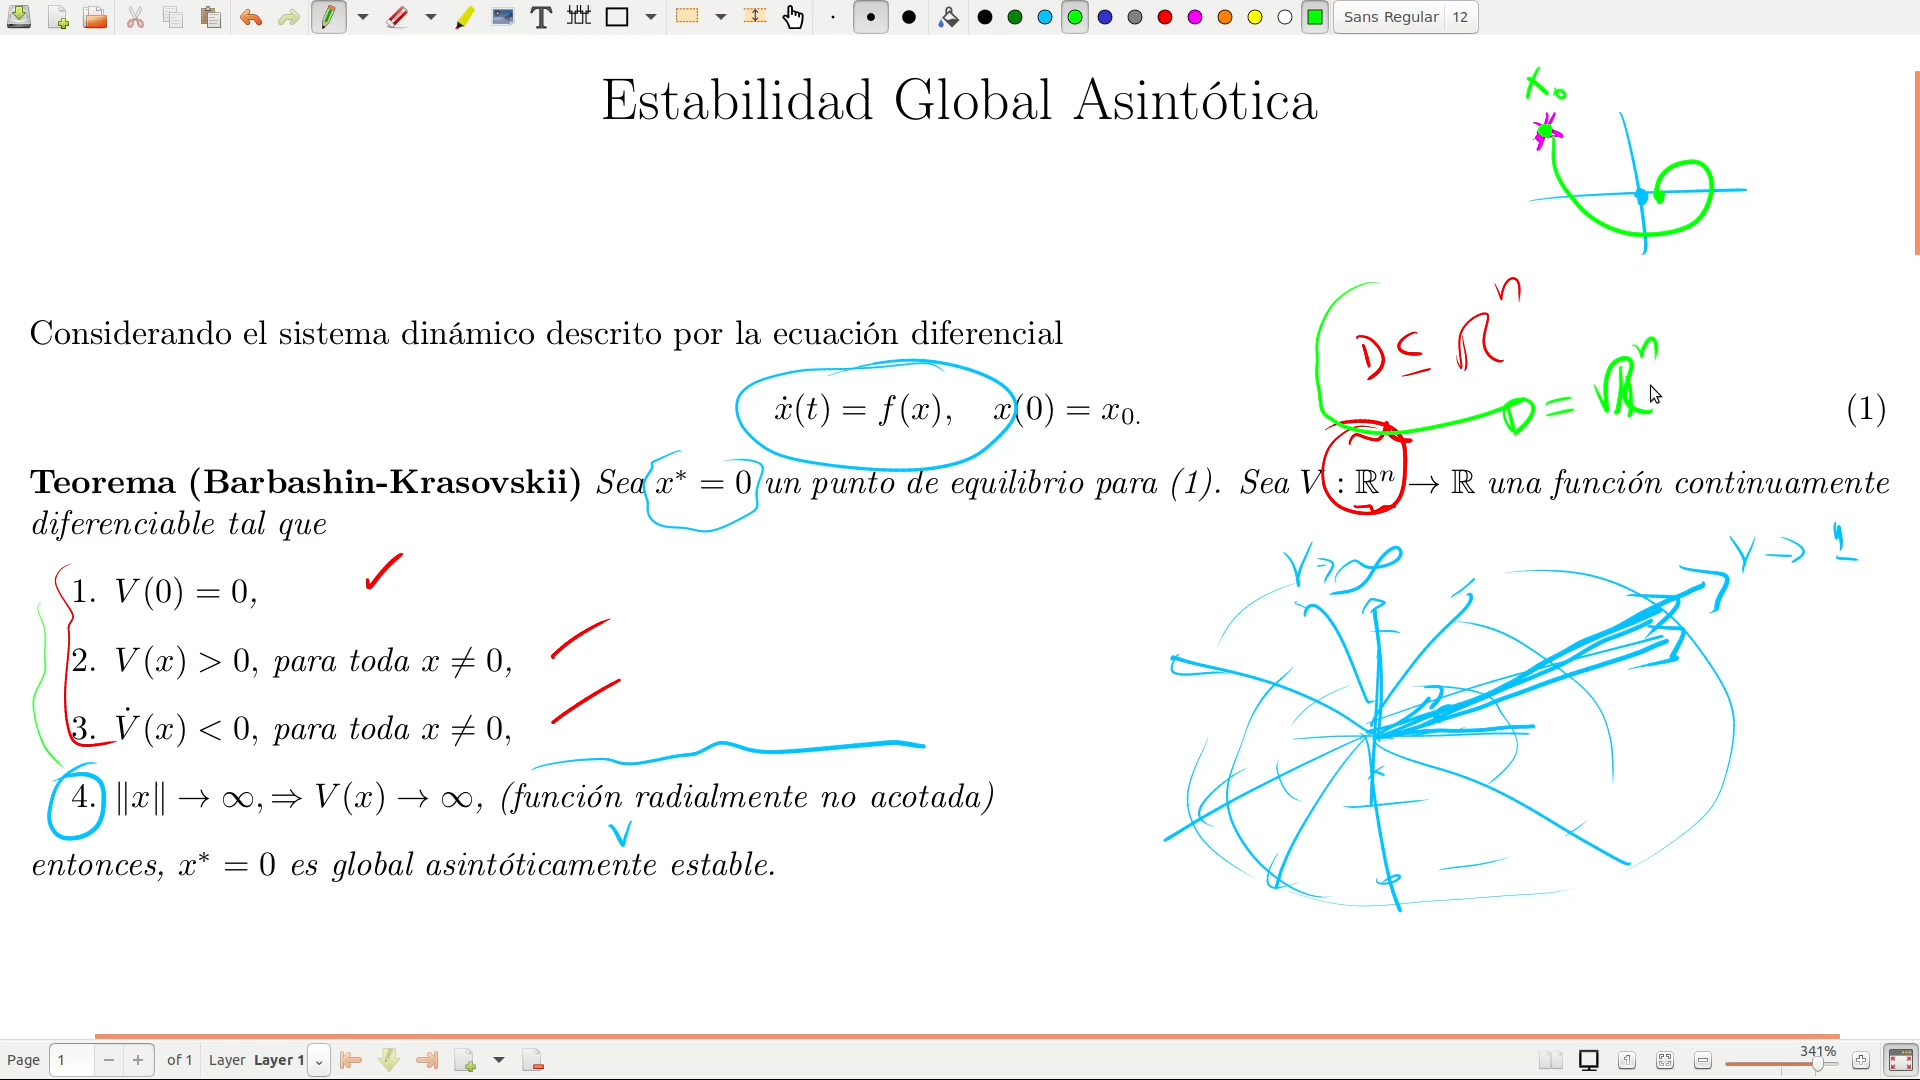 Sans Regular 12
Estabilidad Global Asintótica
x₀
Considerando el sistema dinámico descrito por la ecuación diferencial
D ⊆ ℝⁿ
D = ℝⁿ
ẋ(t) = f(x), x(0) = x₀. (1)
Teorema (Barbashin-Krasovskii) Sea x* = 0 un punto de equilibrio para (1). Sea V : ℝⁿ → ℝ una función continuamente
diferenciable tal que
V → ∞
V → 1
1. V(0) = 0,
2. V(x) > 0, para toda x ≠ 0,
3. V̇(x) < 0, para toda x ≠ 0,
4. ‖x‖ → ∞, ⇒ V(x) → ∞, (función radialmente no acotada)
V
entonces, x* = 0 es global asintóticamente estable.
Page 1 of 1 Layer Layer 1 341%